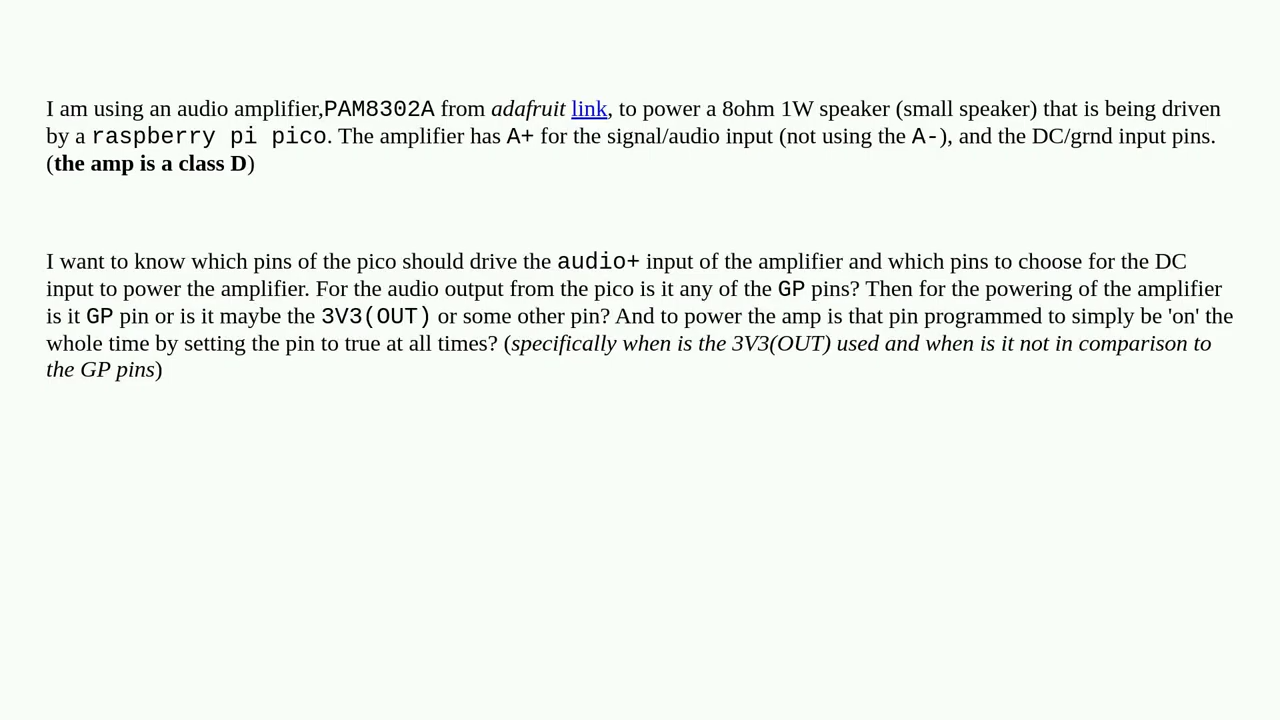 I am using an audio amplifier,PAM8302A from adafruit link, to power a 8ohm 1W speaker (small speaker) that is being driven
by a raspberry pi pico. The amplifier has A+ for the signal/audio input (not using the A-), and the DC/grnd input pins.
(the amp is a class D)
I want to know which pins of the pico should drive the audio+ input of the amplifier and which pins to choose for the DC
input to power the amplifier. For the audio output from the pico is it any of the GP pins? Then for the powering of the amplifier
is it GP pin or is it maybe the 3V3(OUT) or some other pin? And to power the amp is that pin programmed to simply be 'on' the
whole time by setting the pin to true at all times? (specifically when is the 3V3(OUT) used and when is it not in comparison to
the GP pins)